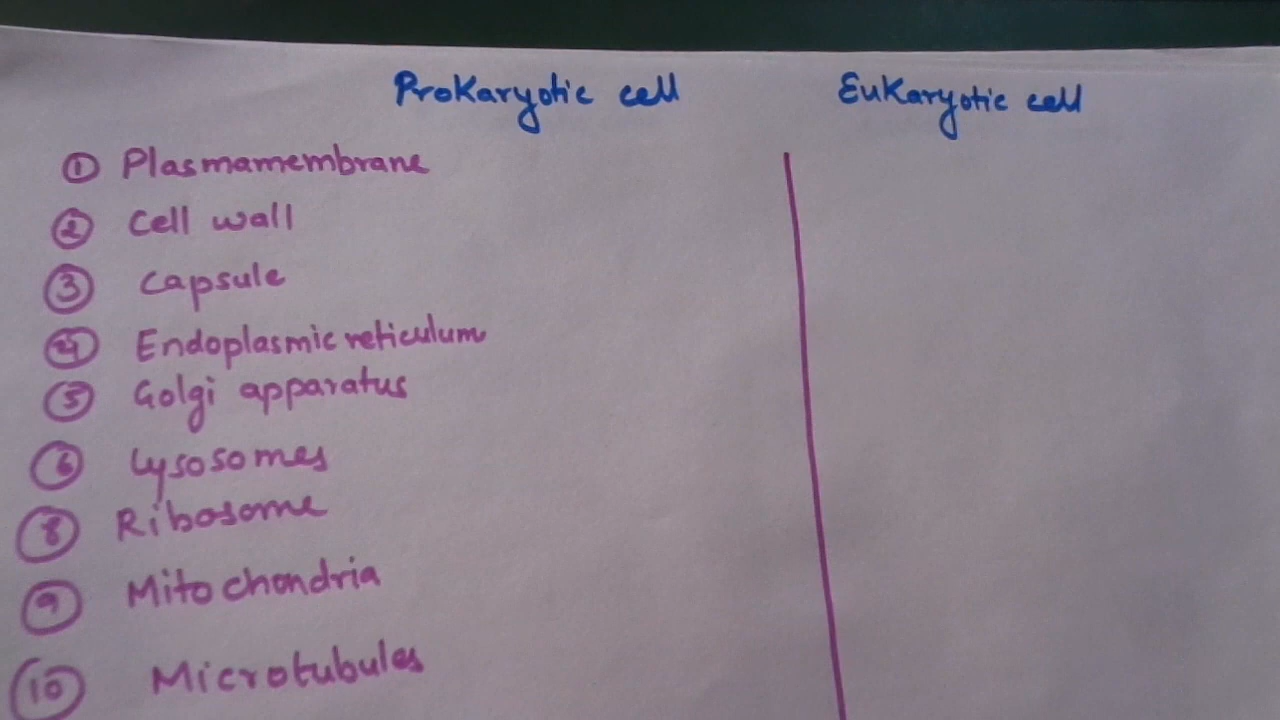 Prokaryotic cell Eukaryotic cell
① Plasmamembrane
② Cell wall
③ Capsule
④ Endoplasmic reticulum
⑤ Golgi apparatus
⑥ Lysosomes
⑧ Ribosome
⑨ Mitochondria
⑩ Microtubules